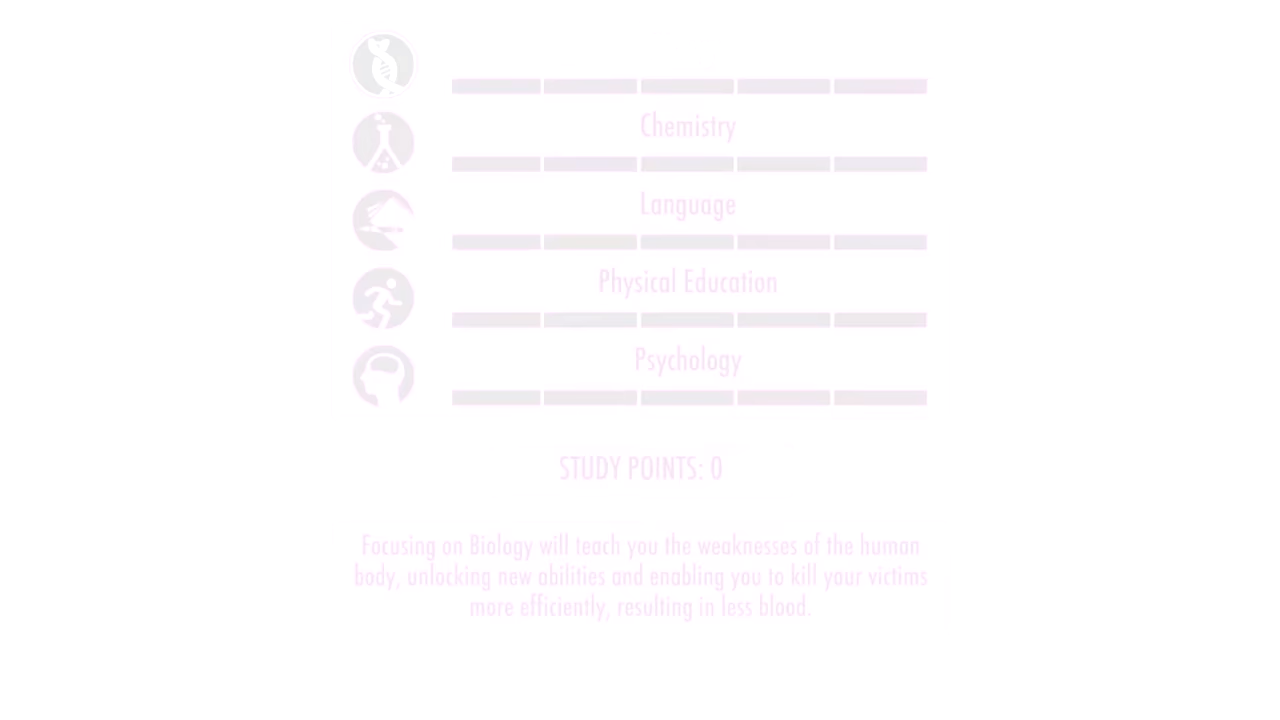 Chemistry
Language
Physical Education
Psychology
STUDY POINTS: 0
Focusing on Biology will teach you the weaknesses of the human
body, unlocking new abilities and enabling you to kill your victims
more efficiently, resulting in less blood.